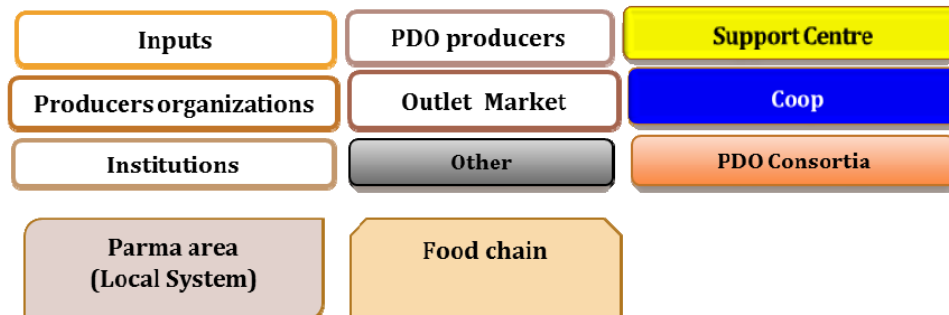 Inputs
PDO producers
Support Centre
Producers organizations
Outlet Market
Coop
Institutions
Other
PDO Consortia
Parma area
(Local System)
Food chain